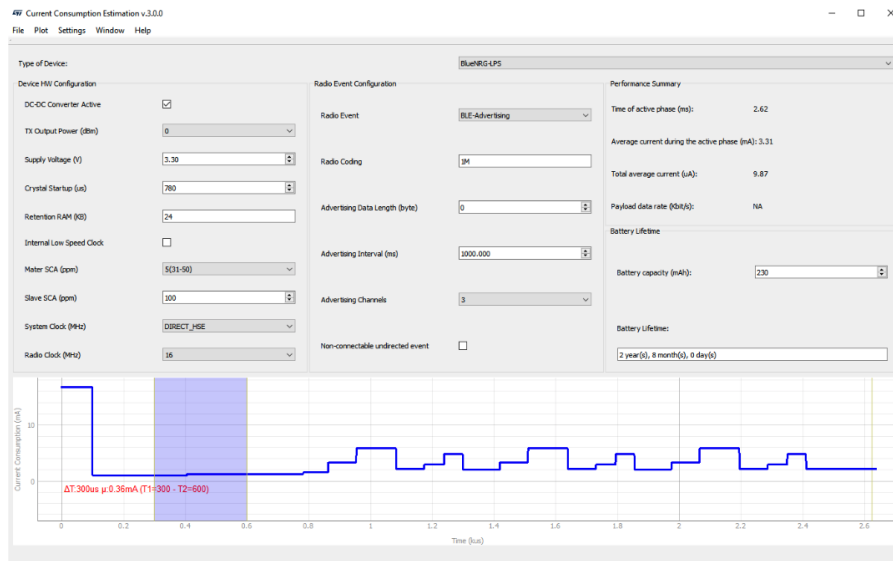 Current Consumption Estimation v.3.0.0
File Plot Settings Window Help
Type of Device: BlueNRG-LPS
Device HW Configuration
DC-DC Converter Active
TX Output Power (dBm) 0
Supply Voltage (V) 3.30
Crystal Startup (us) 780
Retention RAM (KB) 24
Internal Low Speed Clock
Mater SCA (ppm) 5(31-50)
Slave SCA (ppm) 100
System Clock (MHz) DIRECT_HSE
Radio Clock (MHz) 16
Radio Event Configuration
Radio Event BLE-Advertising
Radio Coding 1M
Advertising Data Length (byte) 0
Advertising Interval (ms) 1000.000
Advertising Channels 3
Non-connectable undirected event
Performance Summary
Time of active phase (ms): 2.62
Average current during the active phase (mA): 3.31
Total average current (uA): 9.87
Payload data rate (Kbit/s): NA
Battery Lifetime
Battery capacity (mAh): 230
Battery Lifetime:
2 year(s), 8 month(s), 0 day(s)
Current Consumption (mA)
10
0
ΔT:300us μ:0.36mA (T1=300 - T2=600)
0 0.2 0.4 0.6 0.8 1 1.2 1.4 1.6 1.8 2 2.2 2.4 2.6
Time (kus)